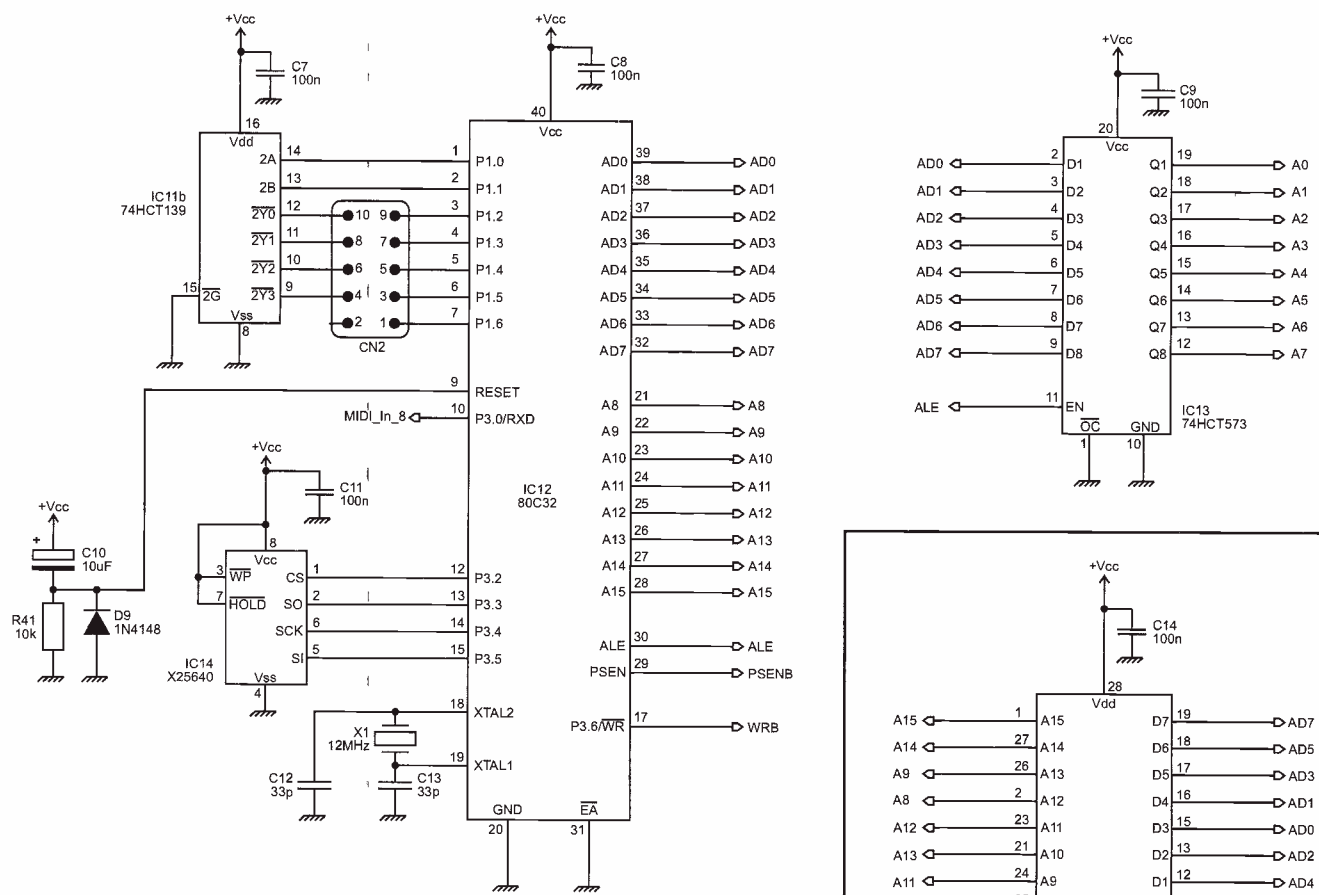 +Vcc
C7
100n
16
Vdd
IC11b
74HCT139
2A 14
2B 13
2Y0 12
2Y1 11
2Y2 10
2Y3 9
15 2G
Vss
8
10 9
8 7
6 5
4 3
2 1
CN2
+Vcc
C8
100n
40
Vcc
1 P1.0
2 P1.1
3 P1.2
4 P1.3
5 P1.4
6 P1.5
7 P1.6
9 RESET
MIDI_In_8 10 P3.0/RXD
12 P3.2
13 P3.3
14 P3.4
15 P3.5
18 XTAL2
19 XTAL1
IC12
80C32
AD0 39 AD0
AD1 38 AD1
AD2 37 AD2
AD3 36 AD3
AD4 35 AD4
AD5 34 AD5
AD6 33 AD6
AD7 32 AD7
A8 21 A8
A9 22 A9
A10 23 A10
A11 24 A11
A12 25 A12
A13 26 A13
A14 27 A14
A15 28 A15
ALE 30 ALE
PSEN 29 PSENB
P3.6/WR 17 WRB
GND
20
EA
31
+Vcc
C10
10uF
+
R41
10k
D9
1N4148
+Vcc
C11
100n
8
Vcc
3 WP
7 HOLD
CS 1
SO 2
SCK 6
SI 5
Vss
4
IC14
X25640
X1
12MHz
C12
33p
C13
33p
+Vcc
C9
100n
20
Vcc
AD0 2 D1 Q1 19 A0
AD1 3 D2 Q2 18 A1
AD2 4 D3 Q3 17 A2
AD3 5 D4 Q4 16 A3
AD4 6 D5 Q5 15 A4
AD5 7 D6 Q6 14 A5
AD6 8 D7 Q7 13 A6
AD7 9 D8 Q8 12 A7
ALE 11 EN
OC GND
1 10
IC13
74HCT573
+Vcc
C14
100n
28
Vdd
A15 1 A15 D7 19 AD7
A14 27 A14 D6 18 AD5
A9 26 A13 D5 17 AD3
A8 2 A12 D4 16 AD1
A12 23 A11 D3 15 AD0
A13 21 A10 D2 13 AD2
A11 24 A9 D1 12 AD4